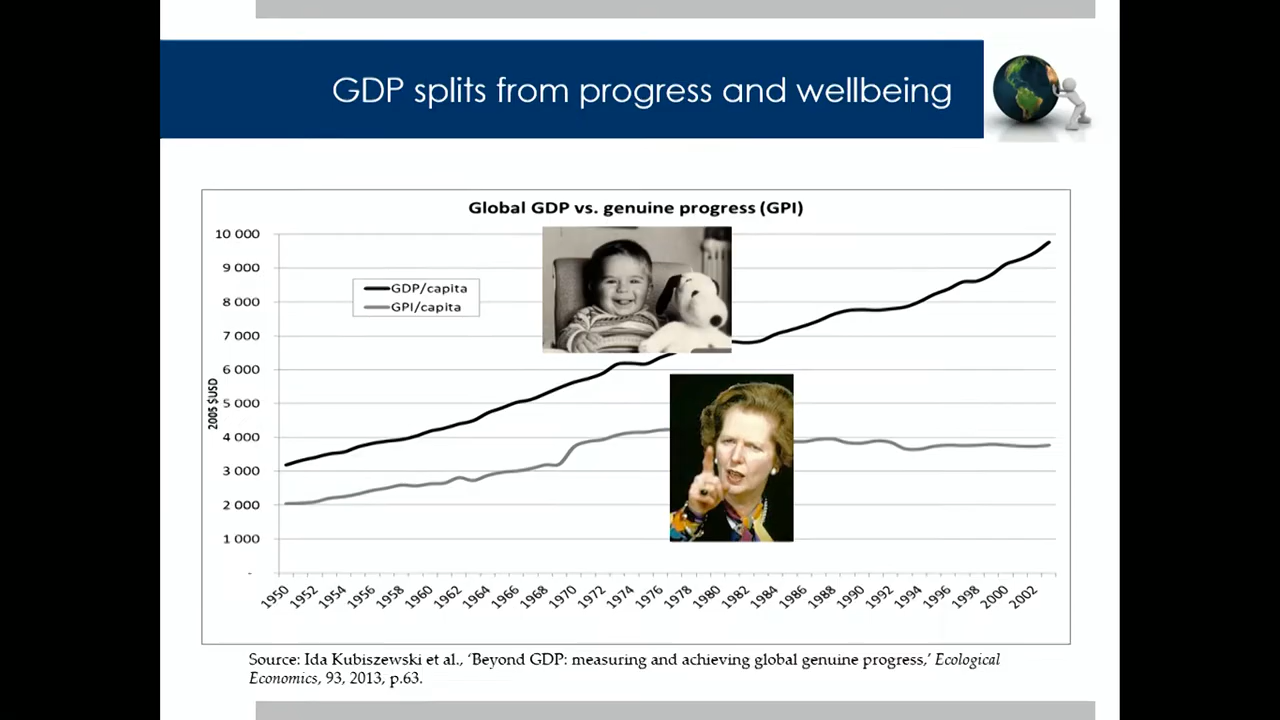 GDP splits from progress and wellbeing
Global GDP vs. genuine progress (GPI)
10 000
9 000
8 000
7 000
6 000
5 000
4 000
3 000
2 000
1 000
-
2005 $USD
GDP/capita
GPI/capita
1950 1952 1954 1956 1958 1960 1962 1964 1966 1968 1970 1972 1974 1976 1978 1980 1982 1984 1986 1988 1990 1992 1994 1996 1998 2000 2002
Source: Ida Kubiszewski et al., ‘Beyond GDP: measuring and achieving global genuine progress,’ Ecological
Economics, 93, 2013, p.63.